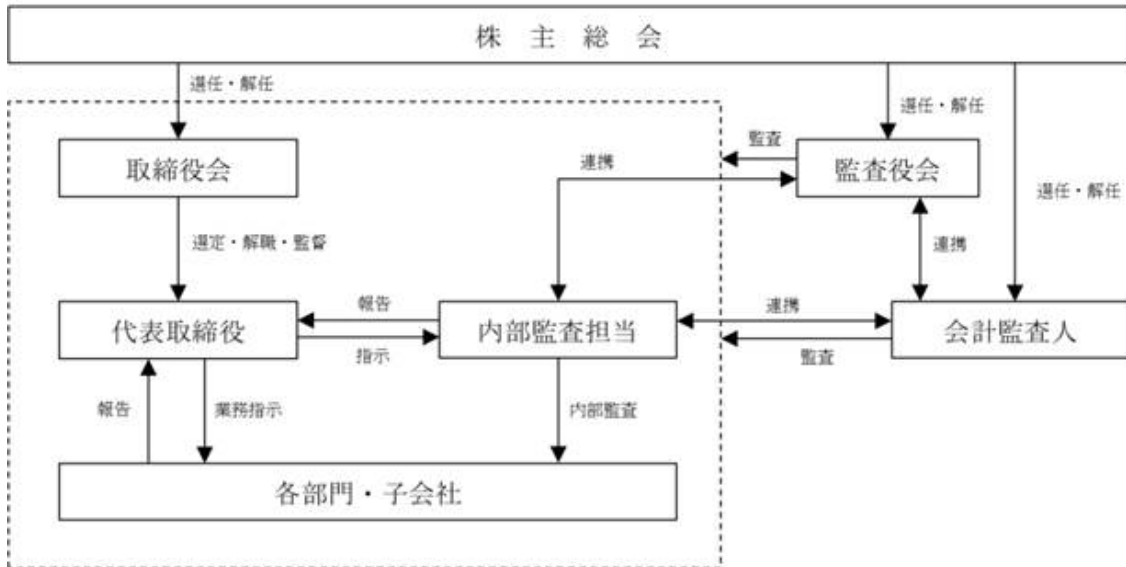 株主総会
選任・解任
選任・解任
監査
連携
取締役会
監査役会
選任・解任
選定・解職・監督
連携
報告
連携
代表取締役
内部監査担当
会計監査人
指示
監査
報告
業務指示
内部監査
各部門・子会社